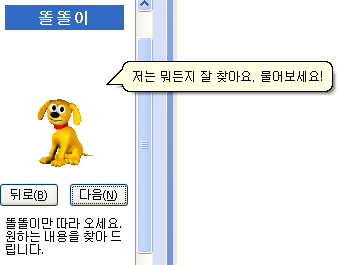 똘똘이
저는 뭐든지 잘 찾아요, 물어보세요!
뒤로(B) 다음(N)
똘똘이만 따라 오세요.
원하는 내용을 찾아 드
립니다.